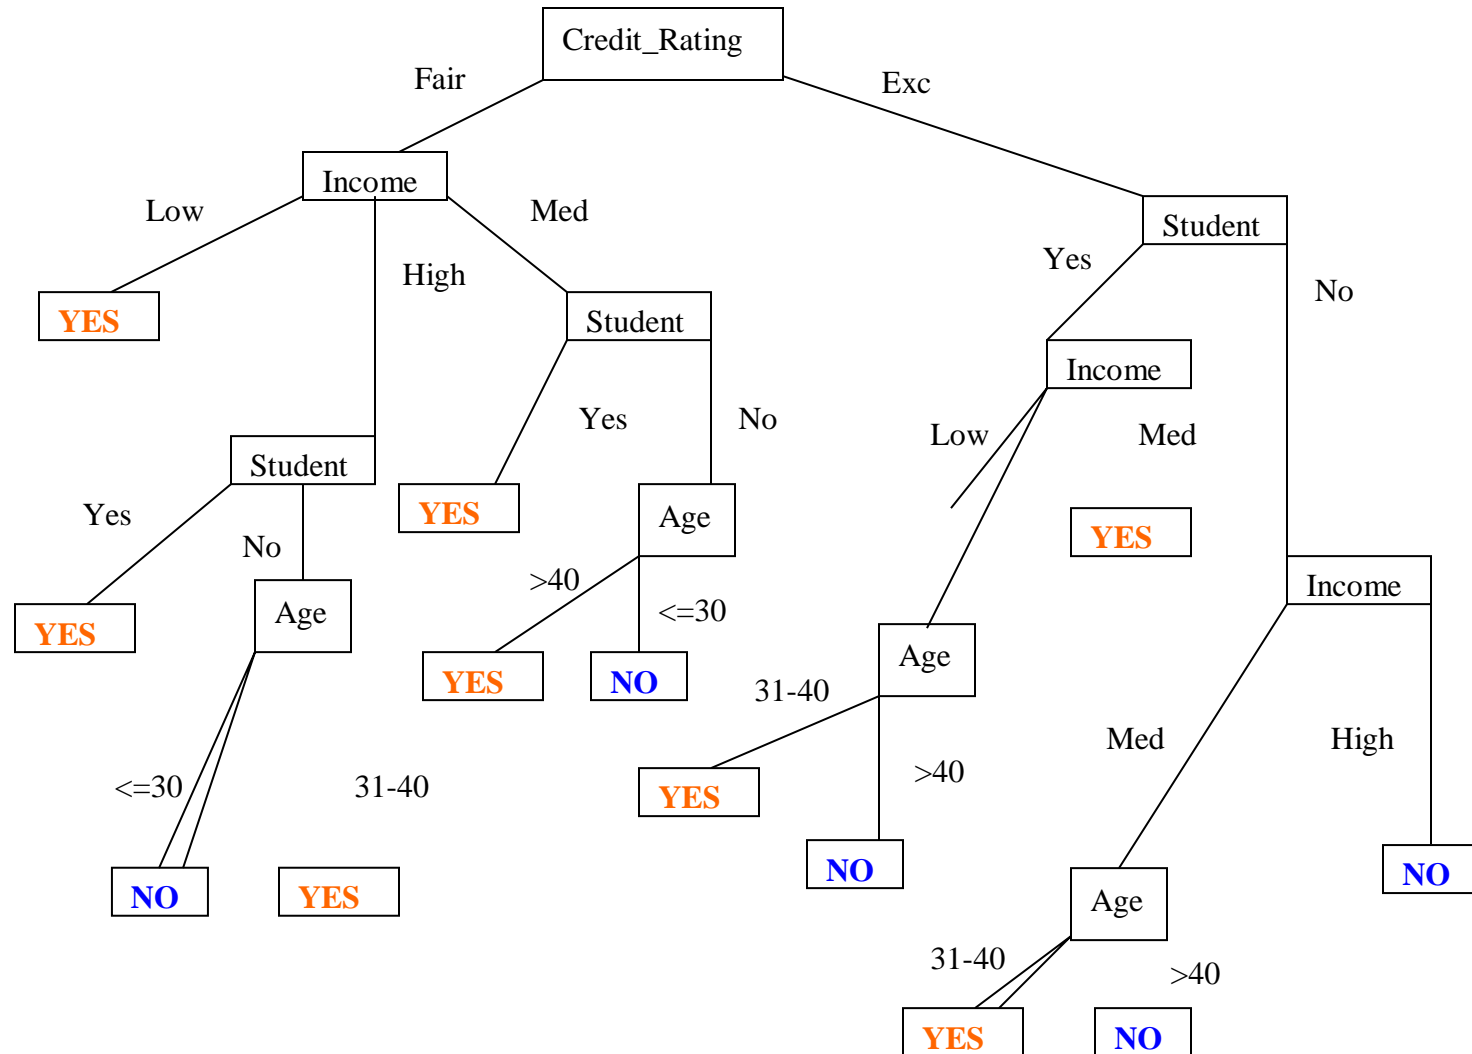 Credit_Rating
Fair
Exc
Income
Low
Med
Student
High
Yes
No
YES
Student
Income
Yes
No
Low
Med
Student
Yes
YES
Age
YES
No
>40
<=30
Income
YES
Age
Age
YES
NO
31-40
Med
High
<=30
31-40
YES
>40
NO
YES
NO
NO
Age
31-40
>40
YES
NO